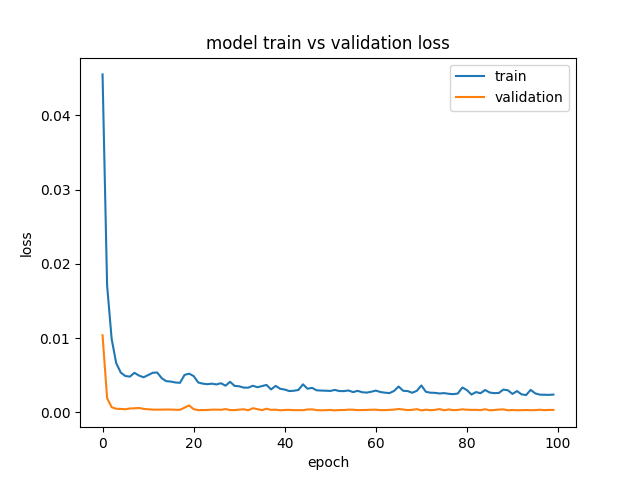 model train vs validation loss
train
validation
0.04
0.03
0.02
0.01
0.00
loss
0 20 40 60 80 100
epoch